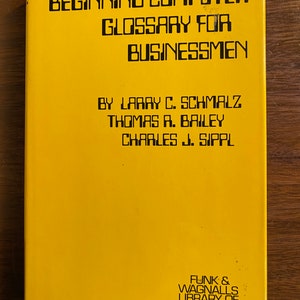 BEGINNING COMPUTER
GLOSSARY FOR
BUSINESSMEN
BY LARRY C. SCHMALZ
THOMAS R. BAILEY
CHARLES J. SIPPL
FUNK &
WAGNALLS
LIBRARY OF